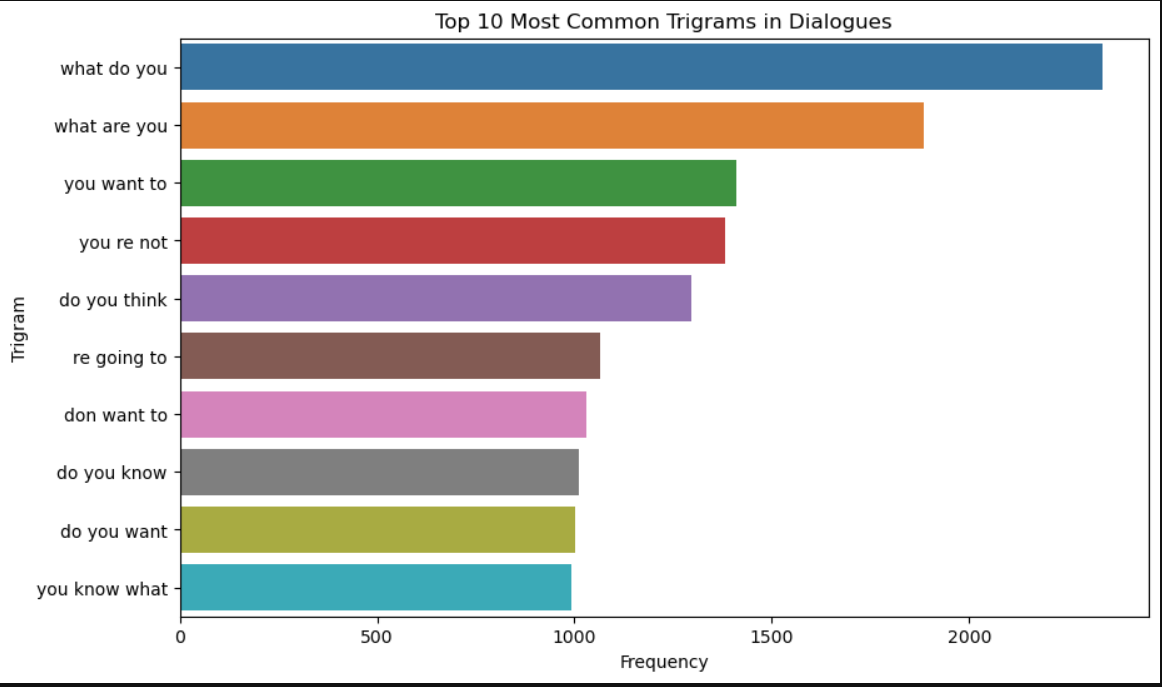 Top 10 Most Common Trigrams in Dialogues
what do you
what are you
you want to
you re not
do you think
re going to
don want to
do you know
do you want
you know what
Trigram
0 500 1000 1500 2000
Frequency